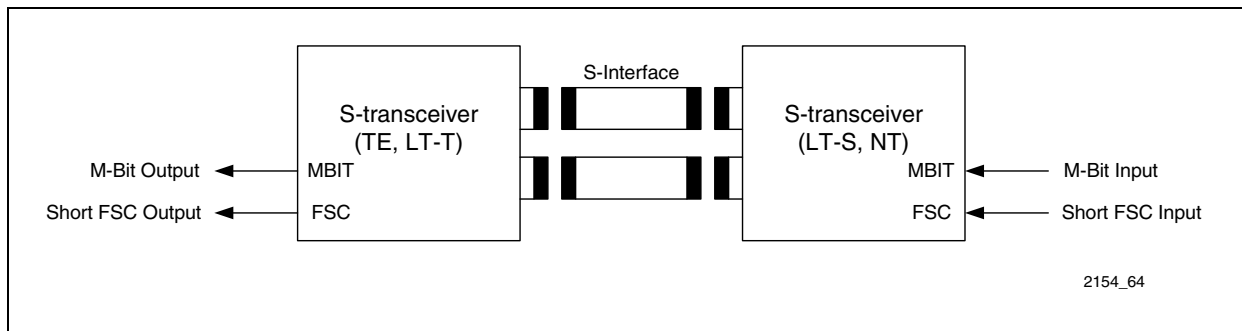 S-Interface
S-transceiver
(TE, LT-T)
S-transceiver
(LT-S, NT)
M-Bit Output
MBIT
MBIT
M-Bit Input
Short FSC Output
FSC
FSC
Short FSC Input
2154_64